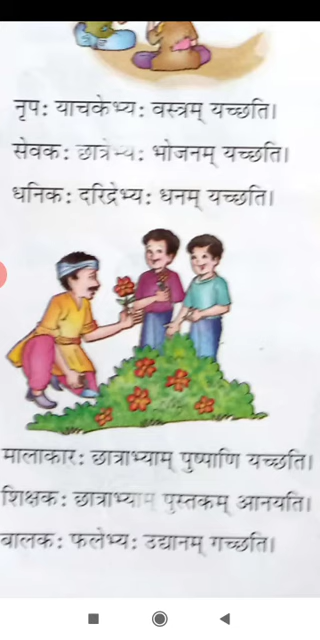 नृपः याचकेभ्यः वस्त्रम् यच्छति।
सेवकः छात्रेभ्यः भोजनम् यच्छति।
धनिकः दरिद्रेभ्यः धनम् यच्छति।
मालाकारः छात्राभ्याम् पुष्पाणि यच्छति।
शिक्षकः छात्राभ्याम् पुस्तकम् आनयति।
बालकः फलेभ्यः उद्यानम् गच्छति।